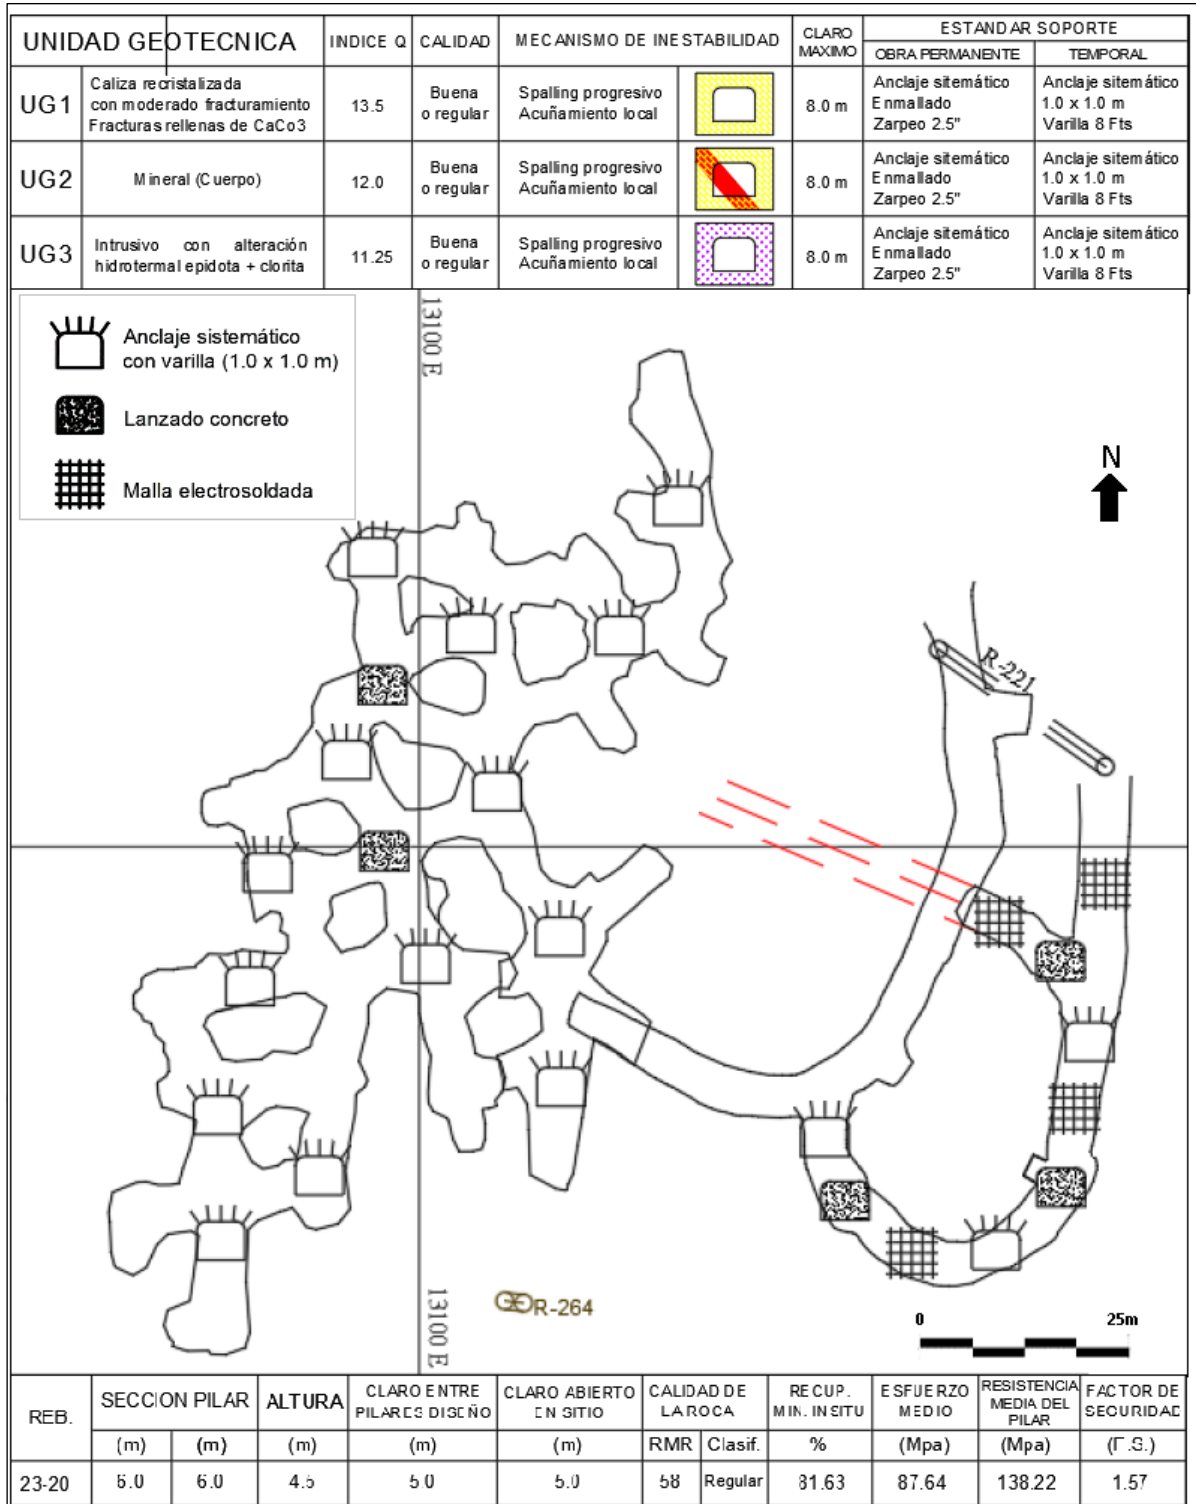 UNIDAD GEOTECNICA
INDICE Q
CALIDAD
MECANISMO DE INESTABILIDAD
CLARO
MAXIMO
ESTANDAR SOPORTE
OBRA PERMANENTE
TEMPORAL
UG1
Caliza recristalizada
con moderado fracturamiento
Fracturas rellenas de CaCo3
13.5
Buena
o regular
Spalling progresivo
Acuñamiento local
8.0 m
Anclaje sitemático
Enmallado
Zarpeo 2.5"
Anclaje sitemático
1.0 x 1.0 m
Varilla 8 Fts
UG2
Mineral (Cuerpo)
12.0
Buena
o regular
Spalling progresivo
Acuñamiento local
8.0 m
Anclaje sitemático
Enmallado
Zarpeo 2.5"
Anclaje sitemático
1.0 x 1.0 m
Varilla 8 Fts
UG3
Intrusivo con alteración
hidrotermal epidota + clorita
11.25
Buena
o regular
Spalling progresivo
Acuñamiento local
8.0 m
Anclaje sitemático
Enmallado
Zarpeo 2.5"
Anclaje sitemático
1.0 x 1.0 m
Varilla 8 Fts
Anclaje sistemático
con varilla (1.0 x 1.0 m)
Lanzado concreto
Malla electrosoldada
13100 E
N
R-221
13100 E
R-264
0 25m
REB.
SECCION PILAR
ALTURA
CLARO ENTRE
PILARES DISEÑO
CLARO ABIERTO
EN SITIO
CALIDAD DE
LA ROCA
RECUP.
MIN. INSITU
ESFUERZO
MEDIO
RESISTENCIA
MEDIA DEL
PILAR
FACTOR DE
SEGURIDAD
(m) (m) (m) (m) (m) RMR Clasif. % (Mpa) (Mpa) (F.S.)
23-20 6.0 6.0 4.5 5.0 5.0 58 Regular 81.63 87.64 138.22 1.57